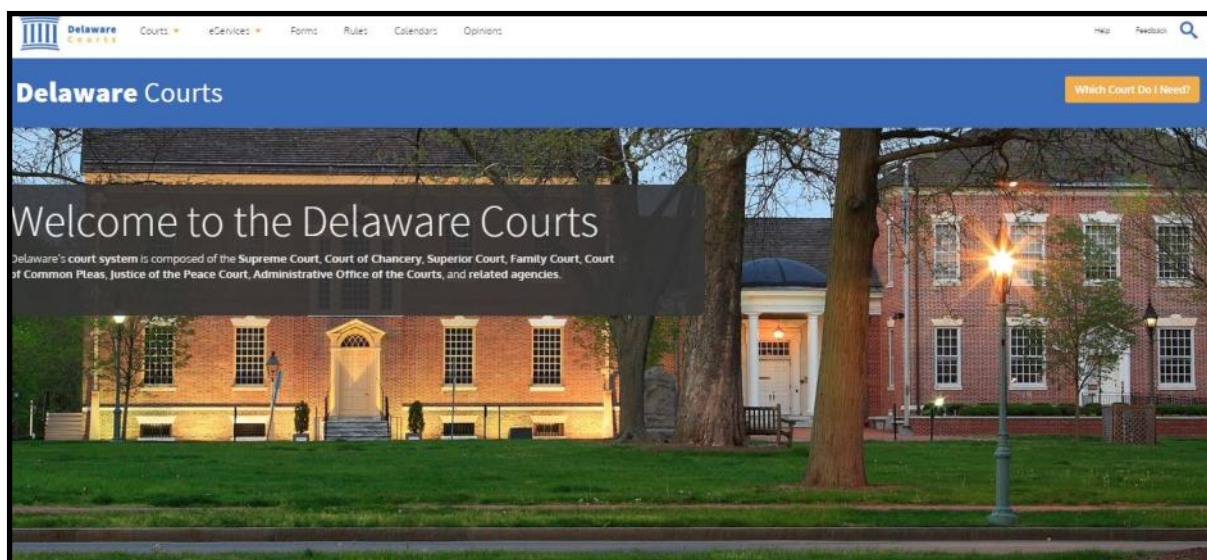 Delaware
Courts
Courts
eServices
Forms
Rules
Calendars
Opinions
Help
Feedback
Delaware Courts
Which Court Do I Need?
Welcome to the Delaware Courts
Delaware's court system is composed of the Supreme Court, Court of Chancery, Superior Court, Family Court, Court
of Common Pleas, Justice of the Peace Court, Administrative Office of the Courts, and related agencies.